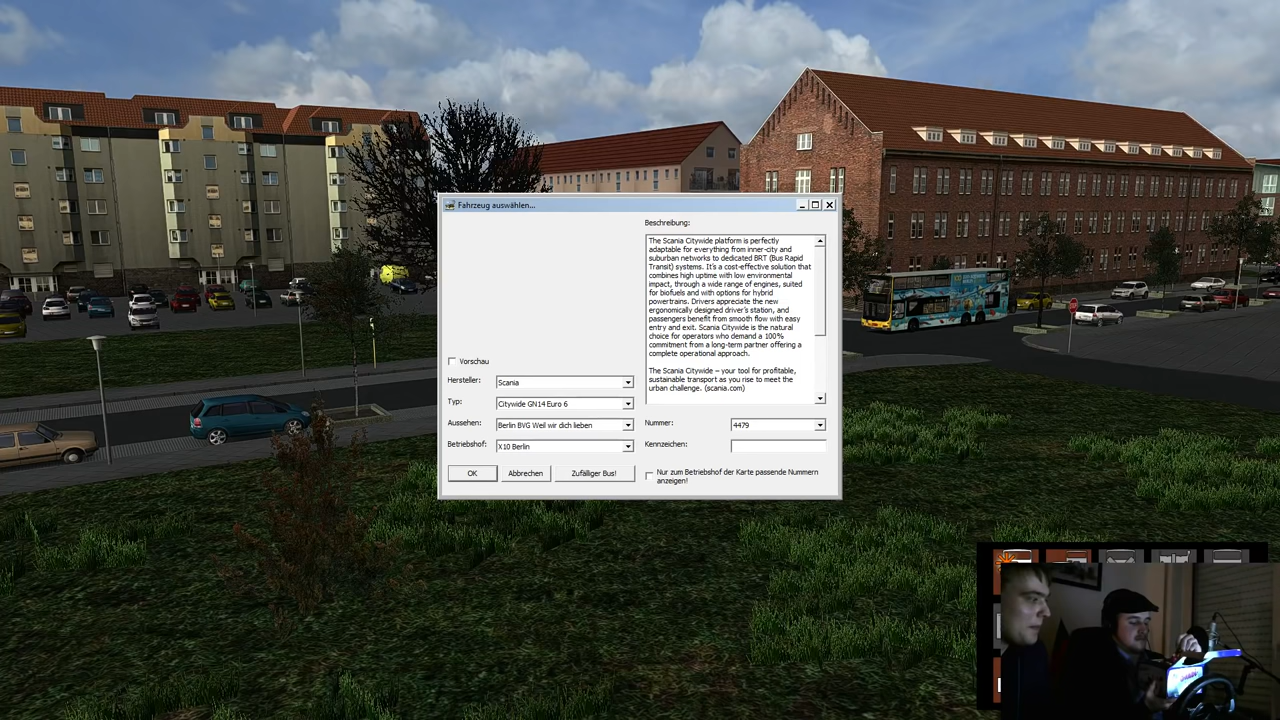 Fahrzeug auswählen...
Beschreibung:
The Scania Citywide platform is perfectly
adaptable for everything from inner-city and
suburban networks to dedicated BRT (Bus Rapid
Transit) systems. It's a cost-effective solution that
combines high uptime with low environmental
impact, through a wide range of engines, suited
for biofuels and with options for hybrid
powertrains. Drivers appreciate the new
ergonomically designed driver's station, and
passengers benefit from smooth flow with easy
entry and exit. Scania Citywide is the natural
choice for operators who demand a 100%
commitment from a long-term partner offering a
complete operational approach.
The Scania Citywide – your tool for profitable,
sustainable transport as you rise to meet the
urban challenge. (scania.com)
Vorschau
Hersteller:
Scania
Typ:
Citywide GN14 Euro 6
Aussehen:
Berlin BVG Weil wir dich lieben
Nummer:
4479
Betriebshof:
X10 Berlin
Kennzeichen:
OK
Abbrechen
Zufälliger Bus!
Nur zum Betriebshof der Karte passende Nummern
anzeigen!